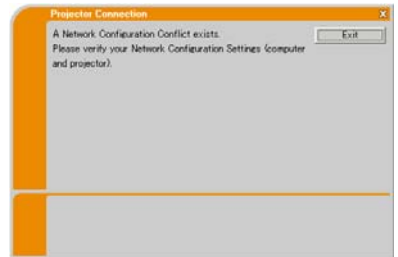 Projector Connection
X
A Network Configuration Conflict exists.
Exit
Please verify your Network Configuration Settings (computer
and projector).